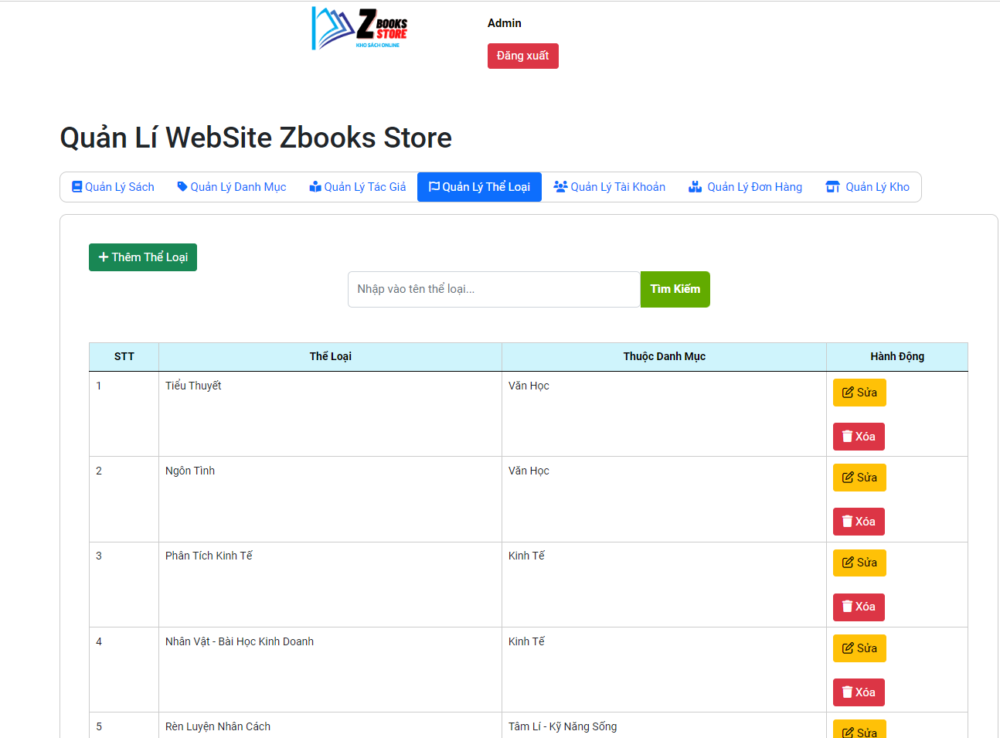 Z BOOKS
STORE
KHO SÁCH ONLINE
Admin
Đăng xuất
Quản Lí WebSite Zbooks Store
Quản Lý Sách Quản Lý Danh Mục Quản Lý Tác Giả Quản Lý Thể Loại Quản Lý Tài Khoản Quản Lý Đơn Hàng Quản Lý Kho
Thêm Thể Loại
Nhập vào tên thể loại... Tìm Kiếm
STT Thể Loại Thuộc Danh Mục Hành Động
1 Tiểu Thuyết Văn Học Sửa
Xóa
2 Ngôn Tình Văn Học Sửa
Xóa
3 Phân Tích Kinh Tế Kinh Tế Sửa
Xóa
4 Nhân Vật - Bài Học Kinh Doanh Kinh Tế Sửa
Xóa
5 Rèn Luyện Nhân Cách Tâm Lí - Kỹ Năng Sống Sửa